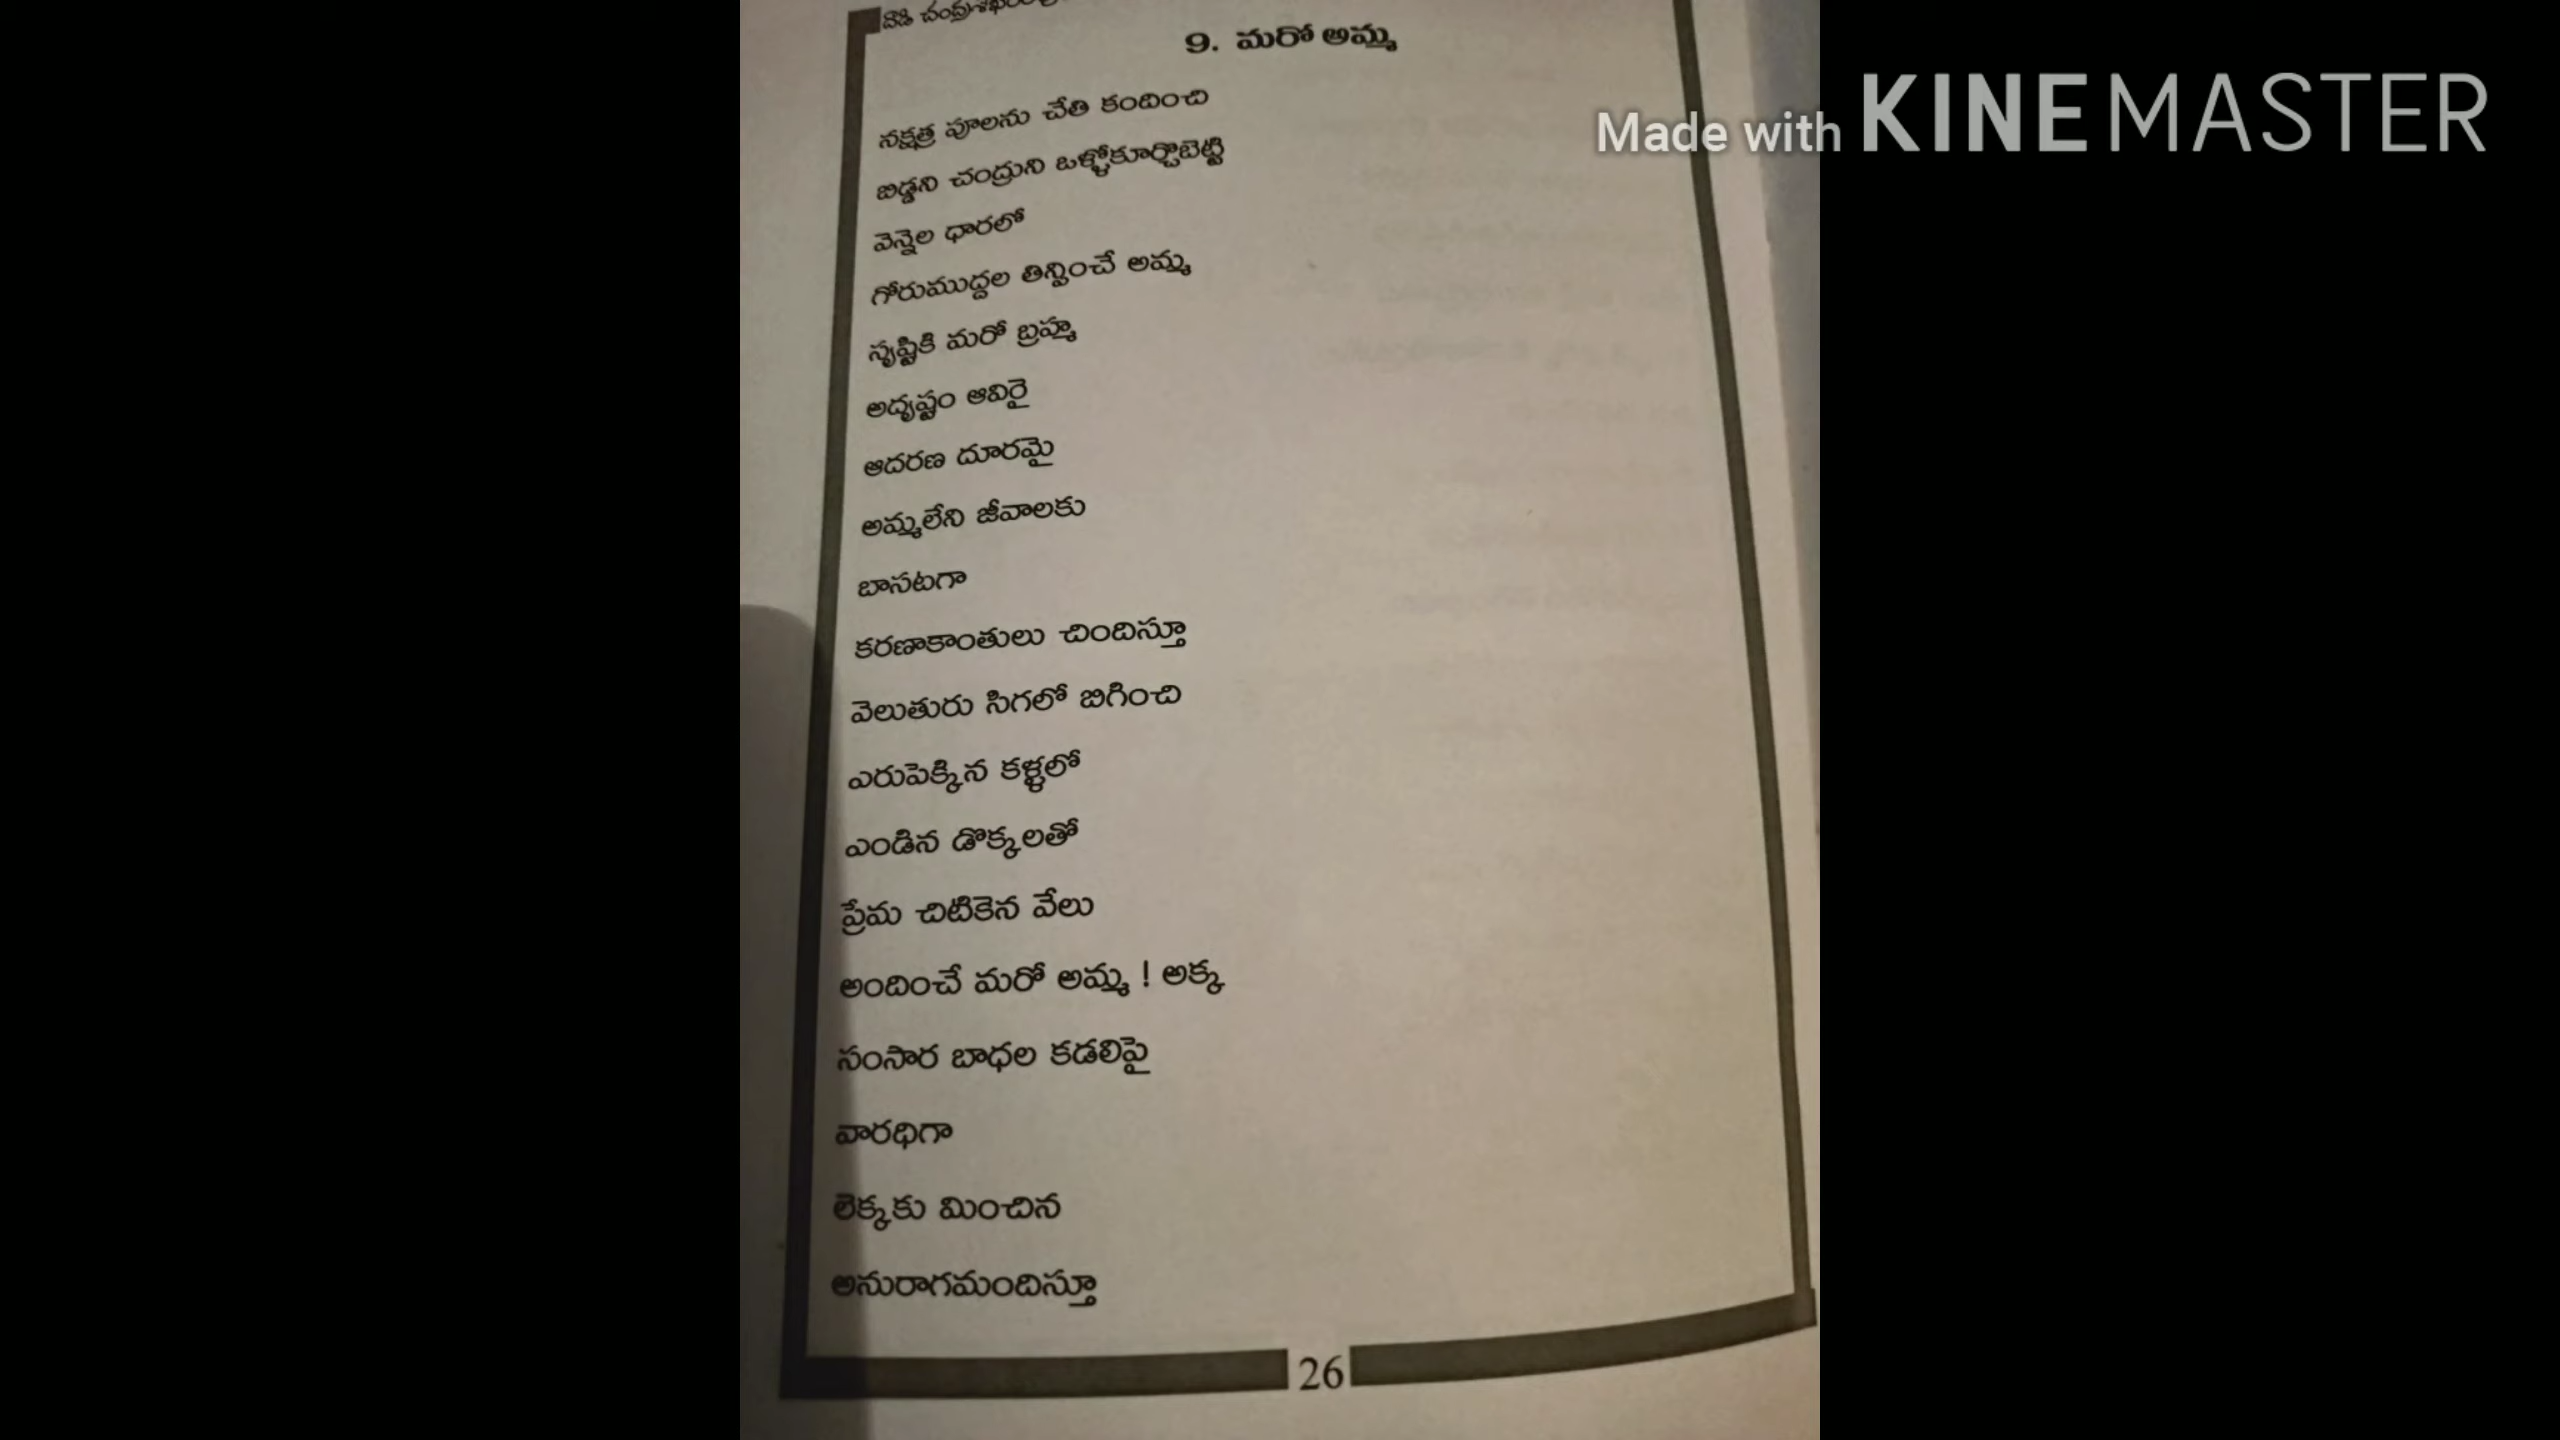 9. మరో అమ్మ
Made with KINEMASTER
నక్షత్ర పూలను చేతి కందించి
బిడ్డని చంద్రుని ఒళ్ళోకూర్చొబెట్టి
వెన్నెల ధారలో
గోరుముద్దల తిన్పించే అమ్మ
సృష్టికి మరో బ్రహ్మ
అదృష్టం ఆవిరై
ఆదరణ దూరమై
అమ్మలేని జీవాలకు
బాసటగా
కరణాకాంతులు చిందిస్తూ
వెలుతురు సిగలో బిగించి
ఎరుపెక్కిన కళ్ళలో
ఎండిన డొక్కలతో
ప్రేమ చిటికెన వేలు
అందించే మరో అమ్మ ! అక్క
సంసార బాధల కడలిపై
వారధిగా
లెక్కకు మించిన
అనురాగమందిస్తూ
26